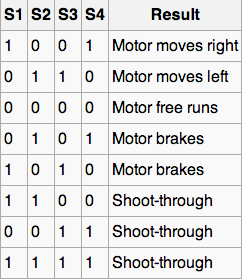 S1 S2 S3 S4 Result
1 0 0 1 Motor moves right
0 1 1 0 Motor moves left
0 0 0 0 Motor free runs
0 1 0 1 Motor brakes
1 0 1 0 Motor brakes
1 1 0 0 Shoot-through
0 0 1 1 Shoot-through
1 1 1 1 Shoot-through